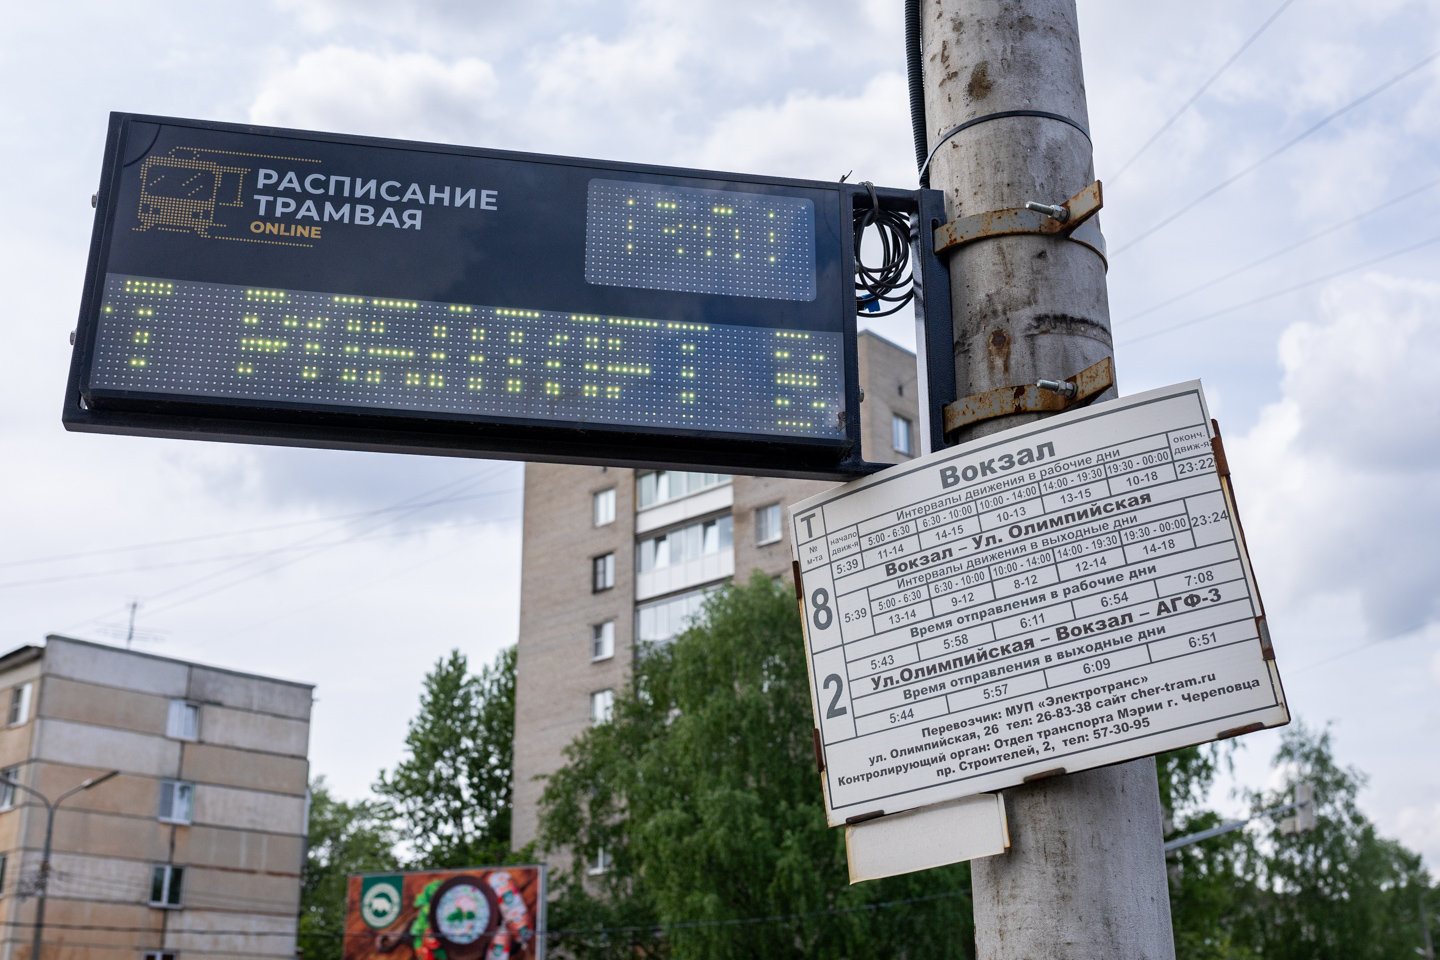 РАСПИСАНИЕ
ТРАМВАЯ
ONLINE
Вокзал
Т
№ м-та
начало движ-я
Интервалы движения в рабочие дни
оконч. движ-я
5:00 - 6:30 6:30 - 10:00 10:00 - 14:00 14:00 - 19:30 19:30 - 00:00
5:39 11-14 14-15 10-13 13-15 10-18 23:22
Вокзал – Ул. Олимпийская
8
Интервалы движения в выходные дни
5:00 - 6:30 6:30 - 10:00 10:00 - 14:00 14:00 - 19:30 19:30 - 00:00
5:39 13-14 9-12 8-12 12-14 14-18 23:24
Время отправления в рабочие дни
5:43 5:58 6:11 6:54 7:08
2
Ул.Олимпийская – Вокзал – АГФ-3
Время отправления в выходные дни
5:44 5:57 6:09 6:51
Перевозчик: МУП «Электротранс»
ул. Олимпийская, 26 тел: 26-83-38 сайт cher-tram.ru
Контролирующий орган: Отдел транспорта Мэрии г. Череповца
пр. Строителей, 2, тел: 57-30-95